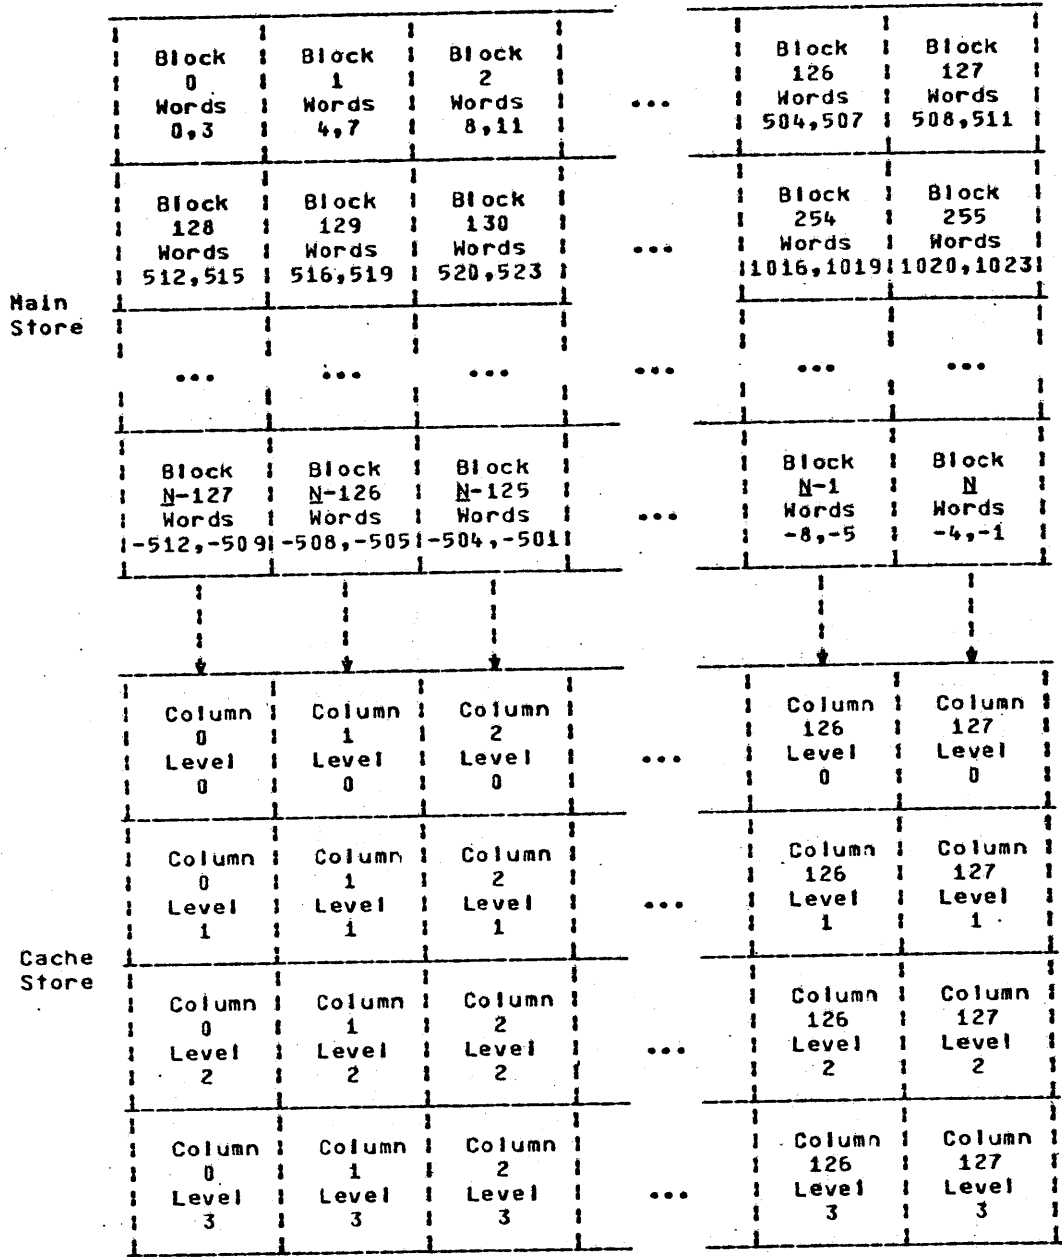 Block Block Block Block Block
0 1 2 126 127
Words Words Words ... Words Words
0,3 4,7 8,11 504,507 508,511
Block Block Block Block Block
128 129 130 254 255
Words Words Words ... Words Words
512,515 516,519 520,523 1016,1019 1020,1023
Main
Store
... ... ... ... ... ...
Block Block Block Block Block
N-127 N-126 N-125 N-1 N
Words Words Words ... Words Words
-512,-509 -508,-505 -504,-501 -8,-5 -4,-1
Column Column Column Column Column
0 1 2 126 127
Level Level Level ... Level Level
0 0 0 0 0
Column Column Column Column Column
0 1 2 126 127
Level Level Level ... Level Level
1 1 1 1 1
Cache
Store
Column Column Column Column Column
0 1 2 126 127
Level Level Level ... Level Level
2 2 2 2 2
Column Column Column Column Column
0 1 2 126 127
Level Level Level ... Level Level
3 3 3 3 3